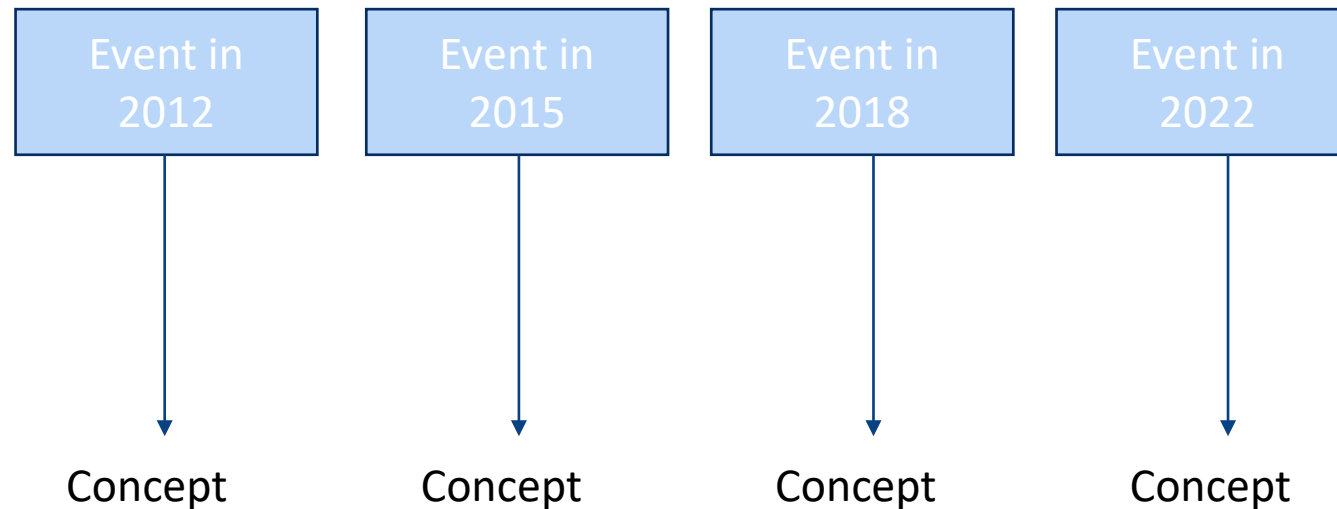 Event in
2012
Event in
2015
Event in
2018
Event in
2022
Concept
Concept
Concept
Concept